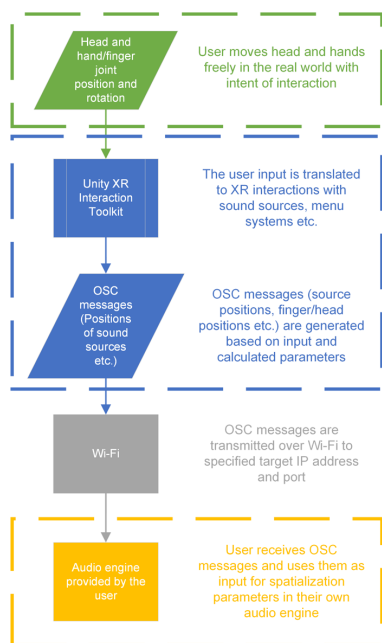 Head and
hand/finger
joint
position and
rotation
User moves head and hands
freely in the real world with
intent of interaction
Unity XR
Interaction
Toolkit
The user input is translated
to XR interactions with
sound sources, menu
systems etc.
OSC
messages
(Positions
of sound
sources
etc.)
OSC messages (source
positions, finger/head
positions etc.) are generated
based on input and
calculated parameters
Wi-Fi
OSC messages are
transmitted over Wi-Fi to
specified target IP address
and port
Audio engine
provided by the
user
User receives OSC
messages and uses them as
input for spatialization
parameters in their own
audio engine